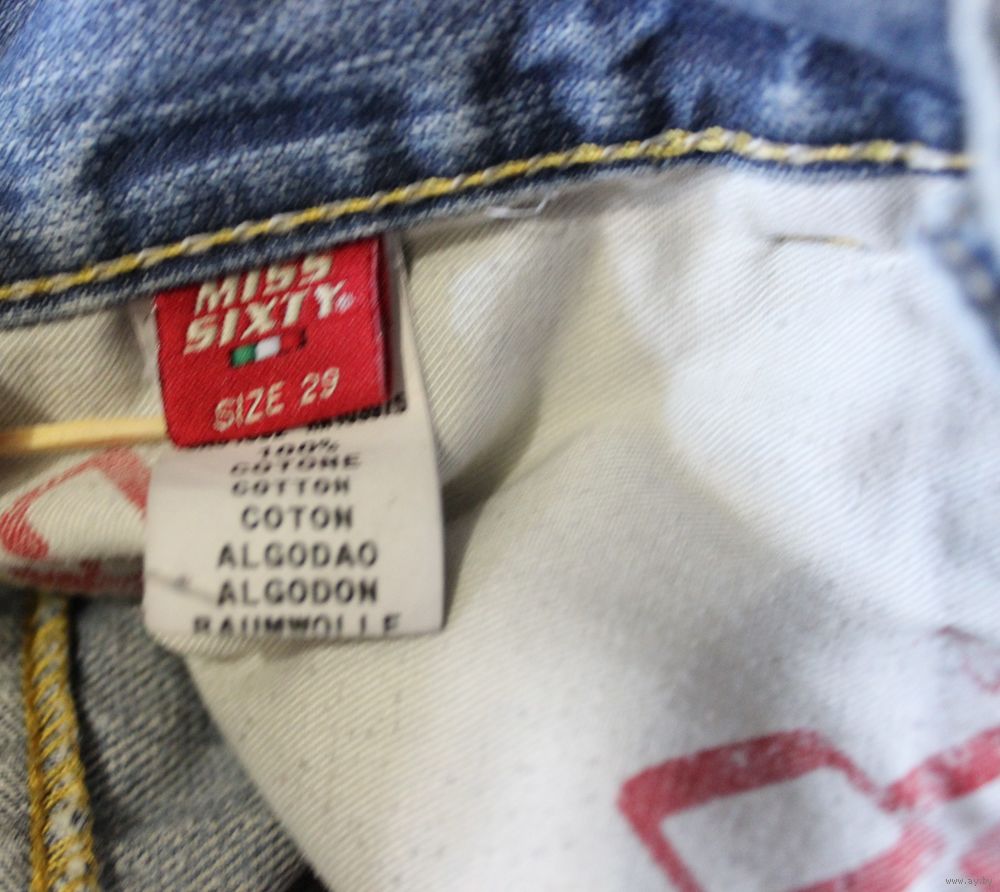 MISS
SIXTY®
SIZE 29
100%
COTONE
COTTON
COTON
ALGODAO
ALGODON
BAUMWOLLE
www.ay.by